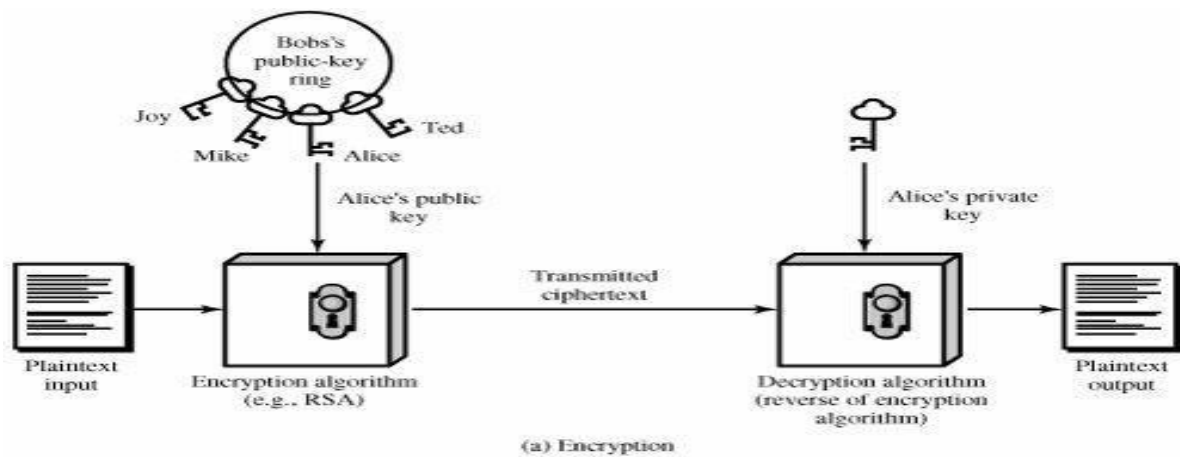 Bobs's
public-key
ring
Joy
Ted
Mike
Alice
Alice's public
key
Alice's private
key
Transmitted
ciphertext
Plaintext
input
Encryption algorithm
(e.g., RSA)
Decryption algorithm
(reverse of encryption
algorithm)
Plaintext
output
(a) Encryption